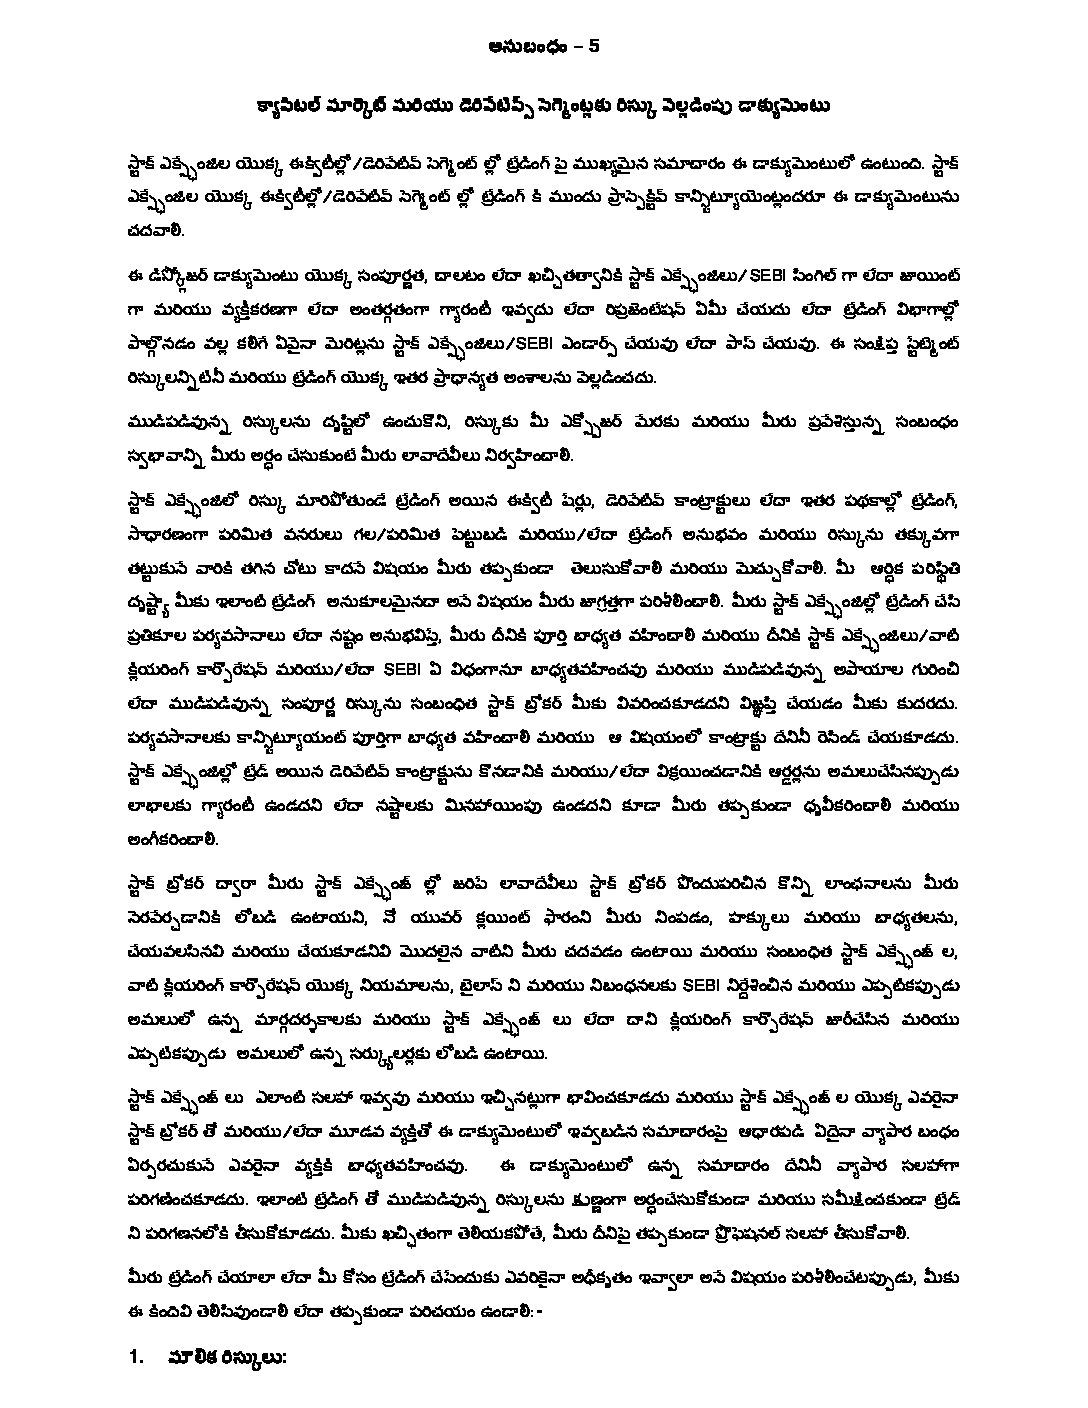 అనుబంధం – 5
క్యాపిటల్ మార్కెట్ మరియు డెరివేటివ్స్ సెగ్మెంట్లకు రిస్కు వెల్లడింపు డాక్యుమెంటు
స్టాక్ ఎక్స్ఛేంజిల యొక్క ఈక్విటీల్లో/డెరివేటివ్ సెగ్మెంట్ ల్లో ట్రేడింగ్ పై ముఖ్యమైన సమాచారం ఈ డాక్యుమెంటులో ఉంటుంది. స్టాక్
ఎక్స్ఛేంజిల యొక్క ఈక్విటీల్లో/డెరివేటివ్ సెగ్మెంట్ ల్లో ట్రేడింగ్ కి ముందు ప్రాస్పెక్టివ్ కాన్స్టిట్యూయెంట్లందరూ ఈ డాక్యుమెంటును
చదవాలి.
ఈ డిస్క్లోజర్ డాక్యుమెంటు యొక్క సంపూర్ణత, చాలటం లేదా ఖచ్చితత్వానికి స్టాక్ ఎక్స్ఛేంజిలు/SEBI సింగిల్ గా లేదా జాయింట్
గా మరియు వ్యక్తీకరణగా లేదా అంతర్గతంగా గ్యారంటీ ఇవ్వదు లేదా రిప్రజెంటేషన్ ఏమీ చేయదు లేదా ట్రేడింగ్ విభాగాల్లో
పాల్గొనడం వల్ల కలిగే ఏవైనా మెరిట్లను స్టాక్ ఎక్స్ఛేంజిలు/SEBI ఎండార్స్ చేయవు లేదా పాస్ చేయవు. ఈ సంక్షిప్త స్టేట్మెంట్
రిస్కులన్నిటినీ మరియు ట్రేడింగ్ యొక్క ఇతర ప్రాధాన్యత అంశాలను వెల్లడించదు.
ముడిపడివున్న రిస్కులను దృష్టిలో ఉంచుకొని, రిస్కుకు మీ ఎక్స్పోజర్ మేరకు మరియు మీరు ప్రవేశిస్తున్న సంబంధం
స్వభావాన్ని మీరు అర్ధం చేసుకుంటే మీరు లావాదేవీలు నిర్వహించాలి.
స్టాక్ ఎక్స్ఛేంజిలో రిస్కు మారిపోతుండే ట్రేడింగ్ అయిన ఈక్విటీ షేర్లు, డెరివేటివ్ కాంట్రాక్టులు లేదా ఇతర పథకాల్లో ట్రేడింగ్,
సాధారణంగా పరిమిత వనరులు గల/పరిమిత పెట్టుబడి మరియు/లేదా ట్రేడింగ్ అనుభవం మరియు రిస్కును తక్కువగా
తట్టుకునే వారికి తగిన చోటు కాదనే విషయం మీరు తప్పకుండా తెలుసుకోవాలి మరియు మెచ్చుకోవాలి. మీ ఆర్ధిక పరిస్థితి
దృష్ట్యా మీకు ఇలాంటి ట్రేడింగ్ అనుకూలమైనదా అనే విషయం మీరు జాగ్రత్తగా పరిశీలించాలి. మీరు స్టాక్ ఎక్స్ఛేంజిల్లో ట్రేడింగ్ చేసి
ప్రతికూల పర్యవసానాలు లేదా నష్టం అనుభవిస్తే, మీరు దీనికి పూర్తి బాధ్యత వహించాలి మరియు దీనికి స్టాక్ ఎక్స్ఛేంజిలు/వాటి
క్లియరింగ్ కార్పొరేషన్ మరియు/లేదా SEBI ఏ విధంగానూ బాధ్యతవహించవు మరియు ముడిపడివున్న అపాయాల గురించి
లేదా ముడిపడివున్న సంపూర్ణ రిస్కును సంబంధిత స్టాక్ బ్రోకర్ మీకు వివరించకూడదని విజ్ఞప్తి చేయడం మీకు కుదరదు.
పర్యవసానాలకు కాన్స్టిట్యూయంట్ పూర్తిగా బాధ్యత వహించాలి మరియు ఆ విషయంలో కాంట్రాక్టు దేనినీ రెసిండ్ చేయకూడదు.
స్టాక్ ఎక్స్ఛేంజిల్లో ట్రేడ్ అయిన డెరివేటివ్ కాంట్రాక్టును కొనడానికి మరియు/లేదా విక్రయించడానికి ఆర్డర్లను అమలుచేసినప్పుడు
లాభాలకు గ్యారంటీ ఉండదని లేదా నష్టాలకు మినహాయింపు ఉండదని కూడా మీరు తప్పకుండా ధృవీకరించాలి మరియు
అంగీకరించాలి.
స్టాక్ బ్రోకర్ ద్వారా మీరు స్టాక్ ఎక్స్ఛేంజ్ ల్లో జరిపే లావాదేవీలు స్టాక్ బ్రోకర్ పొందుపరిచిన కొన్ని లాంఛనాలను మీరు
నెరవేర్చడానికి లోబడి ఉంటాయని, నో యువర్ క్లయింట్ ఫారంని మీరు నింపడం, హక్కులు మరియు బాధ్యతలను,
చేయవలసినవి మరియు చేయకూడనివి మొదలైన వాటిని మీరు చదవడం ఉంటాయి మరియు సంబంధిత స్టాక్ ఎక్స్ఛేంజ్ ల,
వాటి క్లియరింగ్ కార్పొరేషన్ యొక్క నియమాలను, బైలాస్ ని మరియు నిబంధనలకు SEBI నిర్దేశించిన మరియు ఎప్పటికప్పుడు
అమలులో ఉన్న మార్గదర్శకాలకు మరియు స్టాక్ ఎక్స్ఛేంజ్ లు లేదా దాని క్లియరింగ్ కార్పొరేషన్ జారీచేసిన మరియు
ఎప్పటికప్పుడు అమలులో ఉన్న సర్క్యులర్లకు లోబడి ఉంటాయి.
స్టాక్ ఎక్స్ఛేంజ్ లు ఎలాంటి సలహా ఇవ్వవు మరియు ఇచ్చినట్లుగా భావించకూడదు మరియు స్టాక్ ఎక్స్ఛేంజ్ ల యొక్క ఎవరైనా
స్టాక్ బ్రోకర్ తో మరియు/లేదా మూడవ వ్యక్తితో ఈ డాక్యుమెంటులో ఇవ్వబడిన సమాచారంపై ఆధారపడి ఏదైనా వ్యాపార బంధం
ఏర్పరచుకునే ఎవరైనా వ్యక్తికి బాధ్యతవహించవు. ఈ డాక్యుమెంటులో ఉన్న సమాచారం దేనినీ వ్యాపార సలహాగా
పరిగణించకూడదు. ఇలాంటి ట్రేడింగ్ తో ముడిపడివున్న రిస్కులను క్షుణ్ణంగా అర్ధంచేసుకోకుండా మరియు సమీక్షించకుండా ట్రేడ్
ని పరిగణనలోకి తీసుకోకూడదు. మీకు ఖచ్చితంగా తెలియకపోతే, మీరు దీనిపై తప్పకుండా ప్రొఫెషనల్ సలహా తీసుకోవాలి.
మీరు ట్రేడింగ్ చేయాలా లేదా మీ కోసం ట్రేడింగ్ చేసేందుకు ఎవరికైనా అధీకృతం ఇవ్వాలా అనే విషయం పరిశీలించేటప్పుడు, మీకు
ఈ కిందివి తెలిసివుండాలి లేదా తప్పకుండా పరిచయం ఉండాలి:-
1. మౌలిక రిస్కులు: